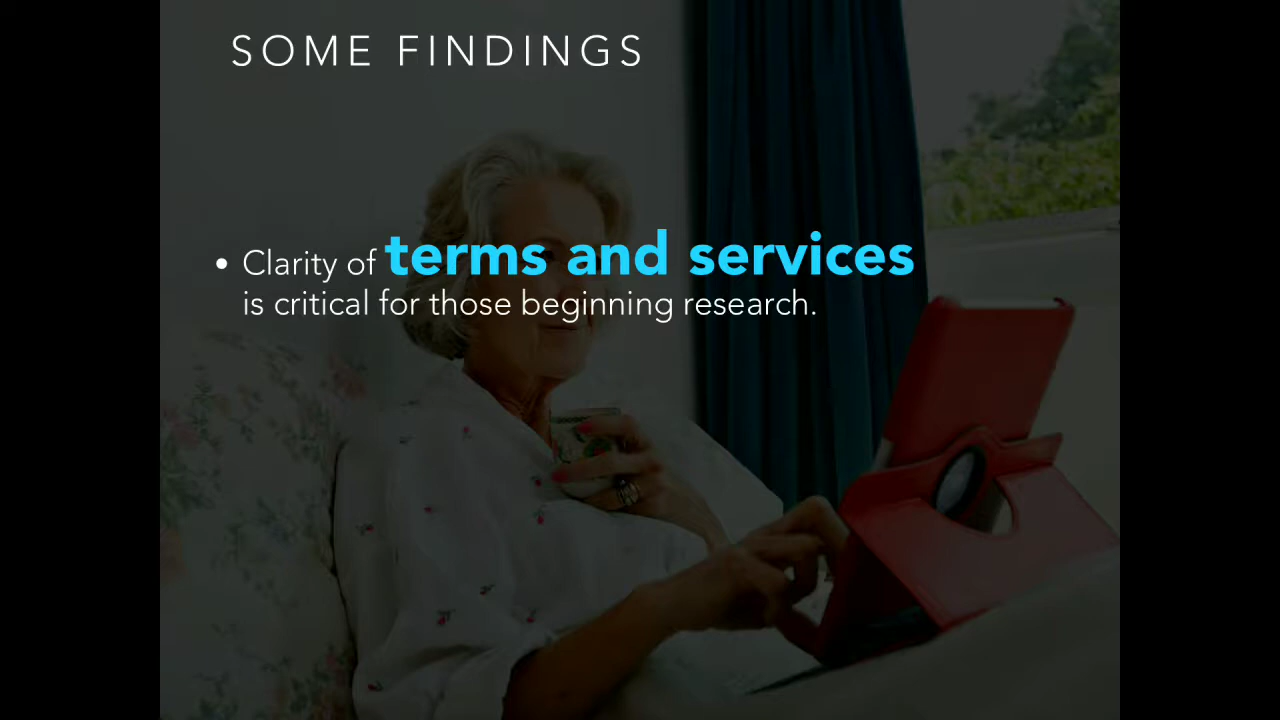 SOME FINDINGS
• Clarity of terms and services
is critical for those beginning research.